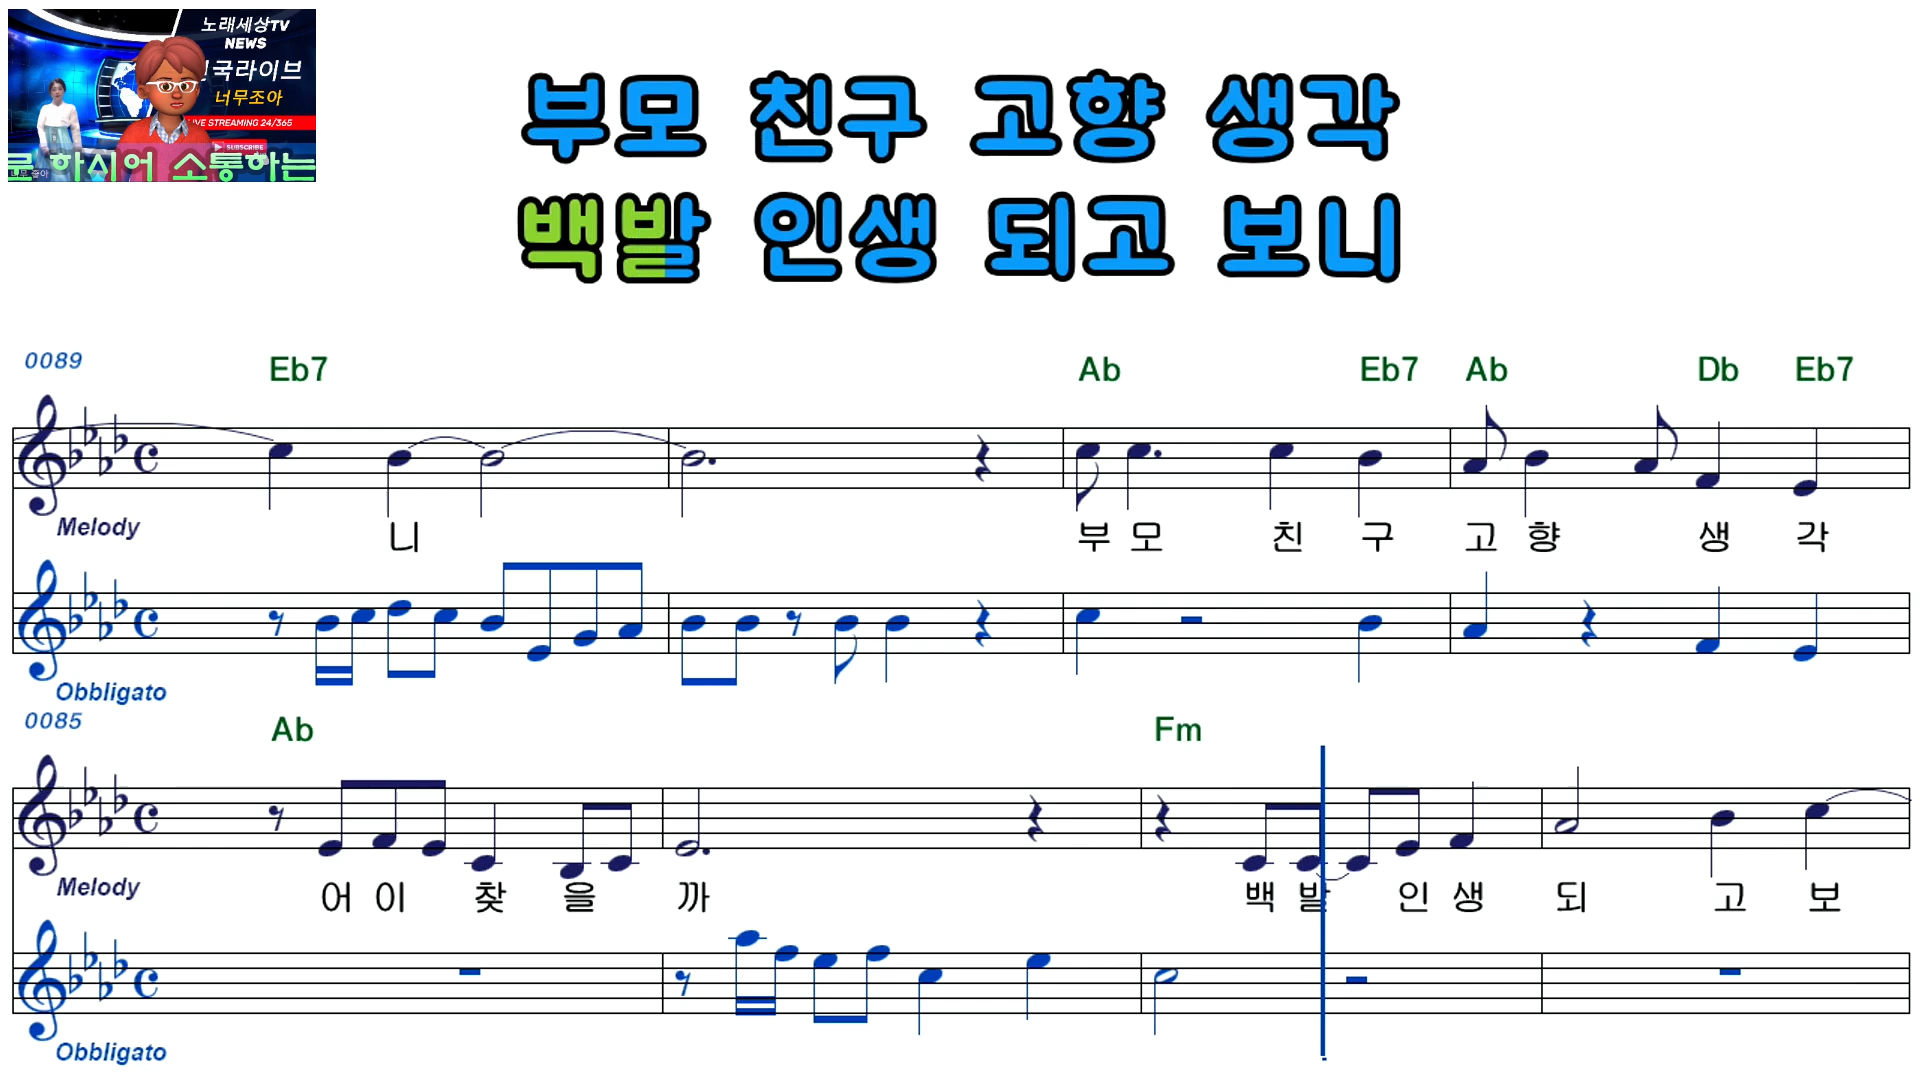 노래세상TV
NEWS
국라이브
너무조아
LIVE STREAMING 24/365
SUBSCRIBE
하시어 소통하는
부모 친구 고향 생각
백발 인생 되고 보니
0089
Eb7 Ab Eb7 Ab Db Eb7
Melody
니 부 모 친 구 고 향 생 각
Obbligato
0085
Ab Fm
Melody
어 이 찾 을 까 백 발 인 생 되 고 보
Obbligato